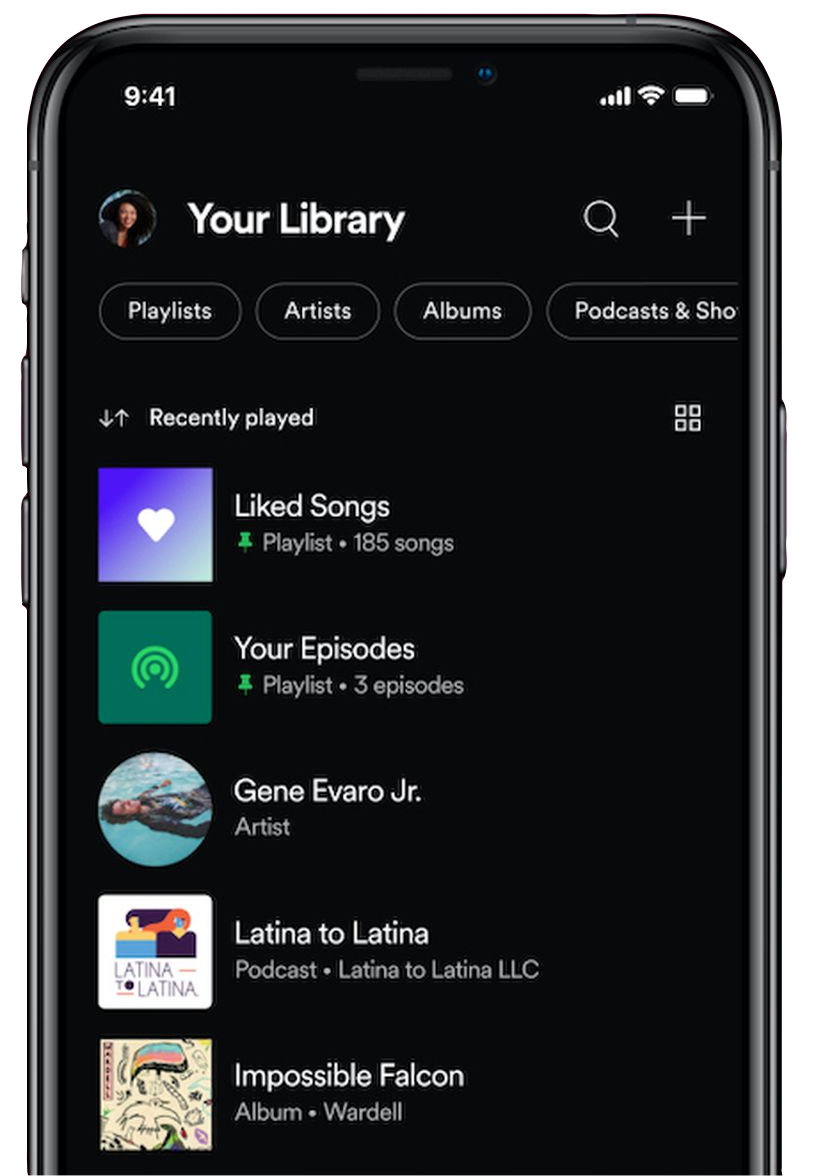 9:41
Your Library
Playlists
Artists
Albums
Podcasts & Sho
Recently played
Liked Songs
Playlist • 185 songs
Your Episodes
Playlist • 3 episodes
Gene Evaro Jr.
Artist
LATINA
TO LATINA
Latina to Latina
Podcast • Latina to Latina LLC
WARDELL
Impossible Falcon
Album • Wardell